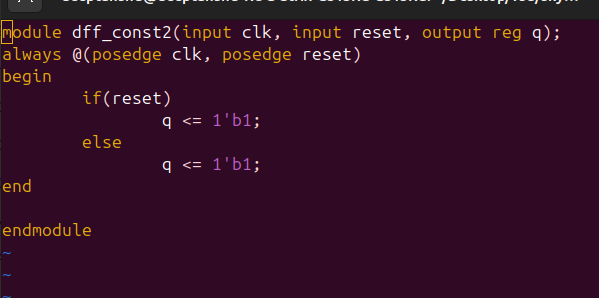 module dff_const2(input clk, input reset, output reg q);
always @(posedge clk, posedge reset)
begin
        if(reset)
                q <= 1'b1;
        else
                q <= 1'b1;
end

endmodule
~
~
~